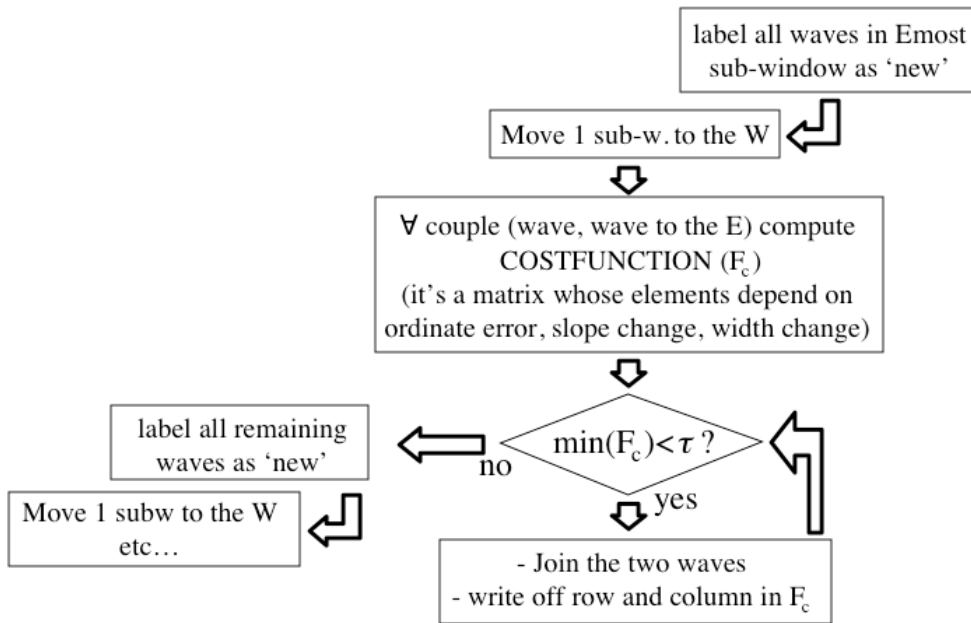 label all waves in Emost
sub-window as ‘new’
Move 1 sub-w. to the W
∀ couple (wave, wave to the E) compute
COSTFUNCTION (F_c)
(it’s a matrix whose elements depend on
ordinate error, slope change, width change)
min(F_c)<τ ?
no
yes
label all remaining
waves as ‘new’
Move 1 subw to the W
etc…
- Join the two waves
- write off row and column in F_c